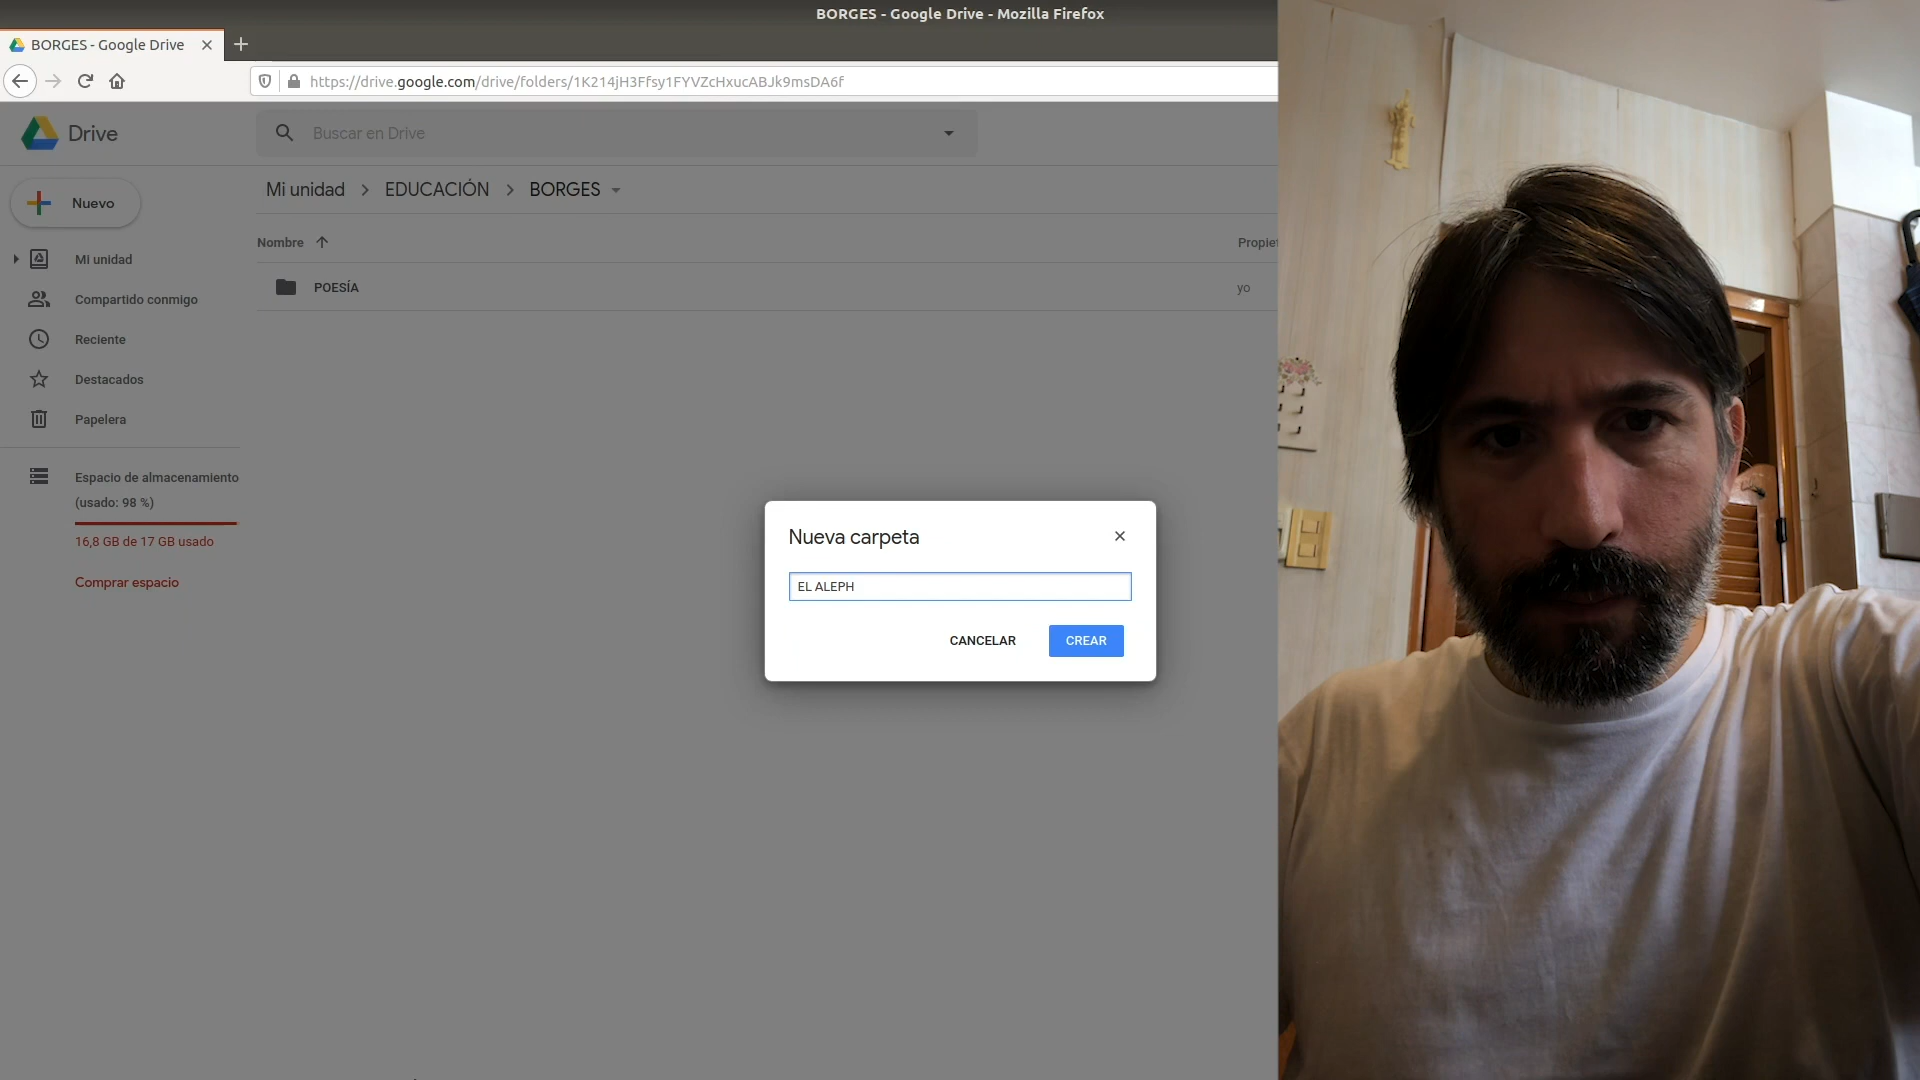 BORGES - Google Drive - Mozilla Firefox
BORGES - Google Drive
https://drive.google.com/drive/folders/1K214jH3Ffsy1FYVZcHxucABJk9msDA6f
Drive
Buscar en Drive
Nuevo
Mi unidad > EDUCACIÓN > BORGES
Nombre
Propiet
Mi unidad
POESÍA
yo
Compartido conmigo
Reciente
Destacados
Papelera
Espacio de almacenamiento
(usado: 98 %)
16,8 GB de 17 GB usado
Comprar espacio
Nueva carpeta
EL ALEPH
CANCELAR
CREAR